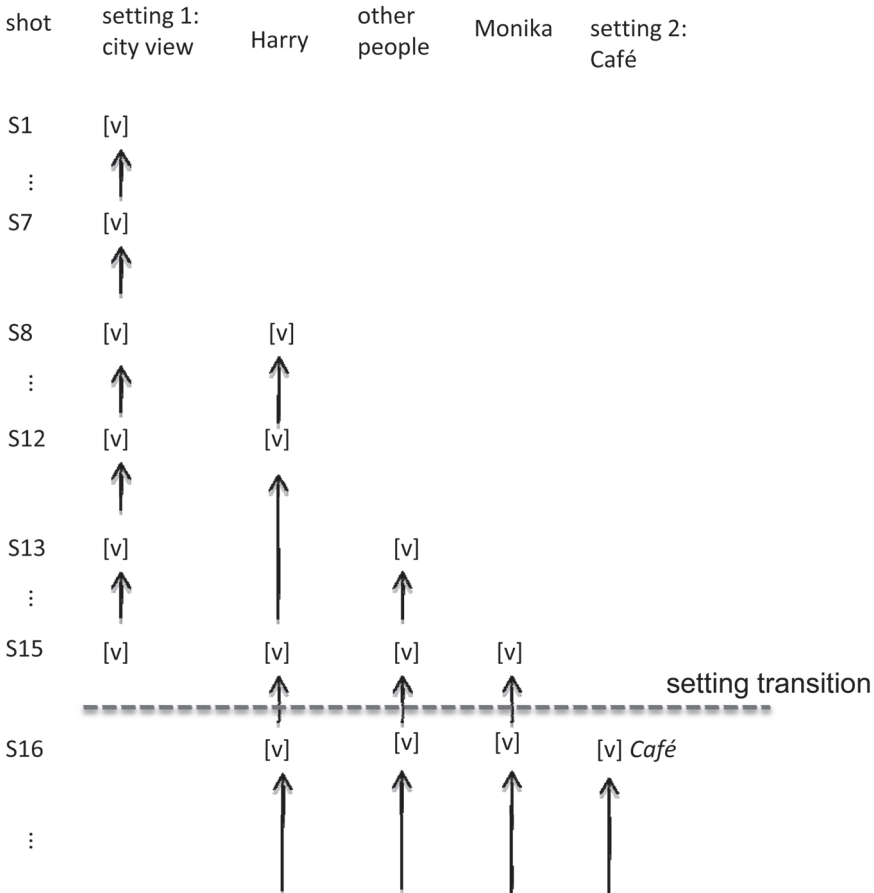 shot setting 1: city view Harry other people Monika setting 2: Café
S1 [v]
⋮
S7 [v]
S8 [v] [v]
⋮
S12 [v] [v]
S13 [v] [v]
⋮
S15 [v] [v] [v] [v]
setting transition
S16 [v] [v] [v] [v] Café
⋮